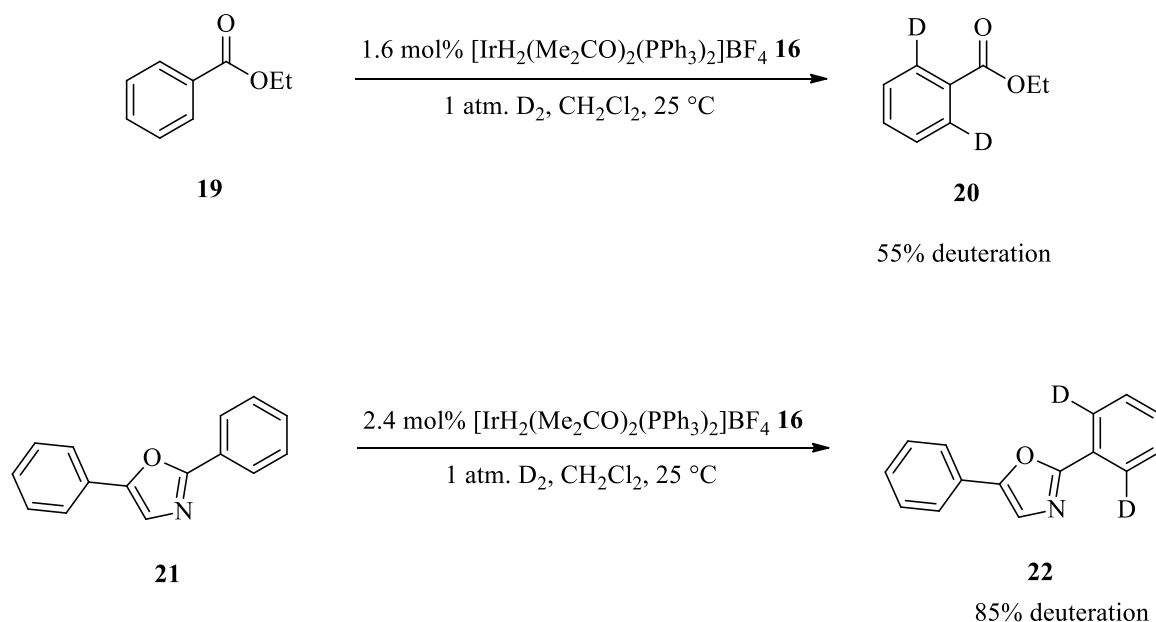 O
OEt
19
1.6 mol% [IrH₂(Me₂CO)₂(PPh₃)₂]BF₄ 16
1 atm. D₂, CH₂Cl₂, 25 °C
D
O
OEt
D
20
55% deuteration
O
N
21
2.4 mol% [IrH₂(Me₂CO)₂(PPh₃)₂]BF₄ 16
1 atm. D₂, CH₂Cl₂, 25 °C
D
O
N
D
22
85% deuteration